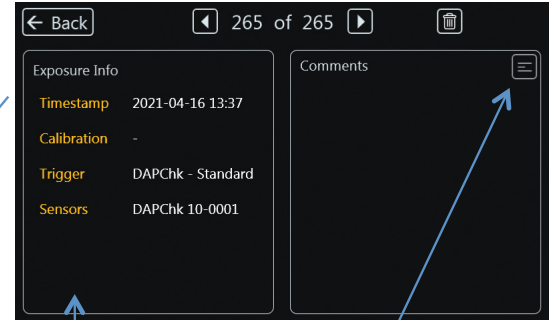 Back
265 of 265
Exposure Info
Timestamp 2021-04-16 13:37
Calibration -
Trigger DAPChk - Standard
Sensors DAPChk 10-0001
Comments